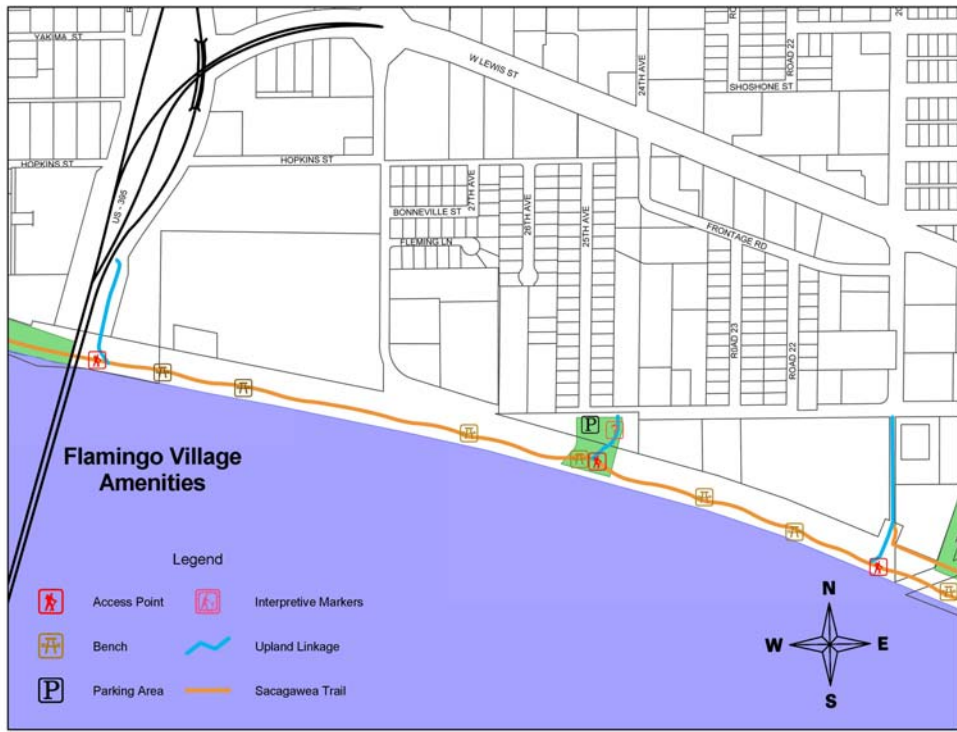 YAKIMA ST
W LEWIS ST
24TH AVE
ROAD 22
SHOSHONE ST
HOPKINS ST
HOPKINS ST
US - 395
27TH AVE
26TH AVE
25TH AVE
BONNEVILLE ST
FLEMING LN
FRONTAGE RD
ROAD 23
ROAD 22
P
Flamingo Village
Amenities
Legend
Access Point
Interpretive Markers
Bench
Upland Linkage
P
Parking Area
Sacagawea Trail
N
W
E
S